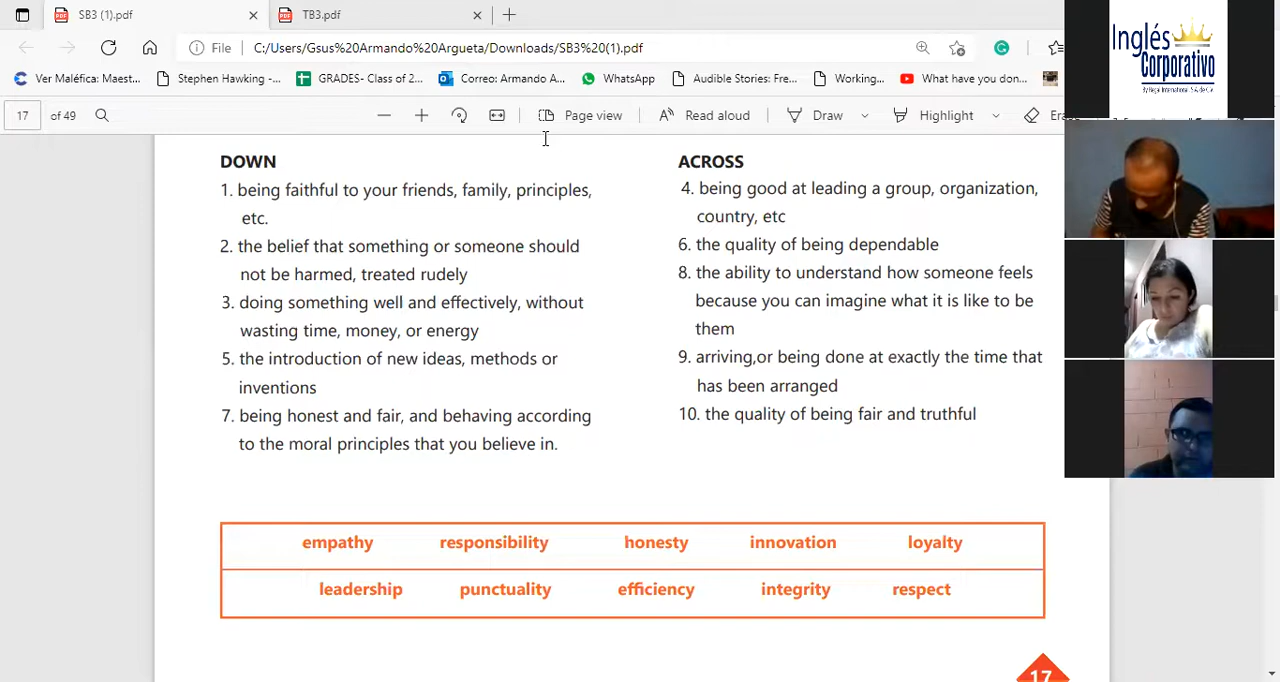 SB3 (1).pdf
TB3.pdf
File
C:/Users/Gsus%20Armando%20Argueta/Downloads/SB3%20(1).pdf
Ver Maléfica: Maest...
Stephen Hawking -...
GRADES- Class of 2...
Correo: Armando A...
WhatsApp
Audible Stories: Fre...
Working...
What have you don...
17
of 49
Page view
Read aloud
Draw
Highlight
Inglés
Corporativo
DOWN
1. being faithful to your friends, family, principles,
etc.
2. the belief that something or someone should
not be harmed, treated rudely
3. doing something well and effectively, without
wasting time, money, or energy
5. the introduction of new ideas, methods or
inventions
7. being honest and fair, and behaving according
to the moral principles that you believe in.
ACROSS
4. being good at leading a group, organization,
country, etc
6. the quality of being dependable
8. the ability to understand how someone feels
because you can imagine what it is like to be
them
9. arriving,or being done at exactly the time that
has been arranged
10. the quality of being fair and truthful
empathy responsibility honesty innovation loyalty
leadership punctuality efficiency integrity respect
17